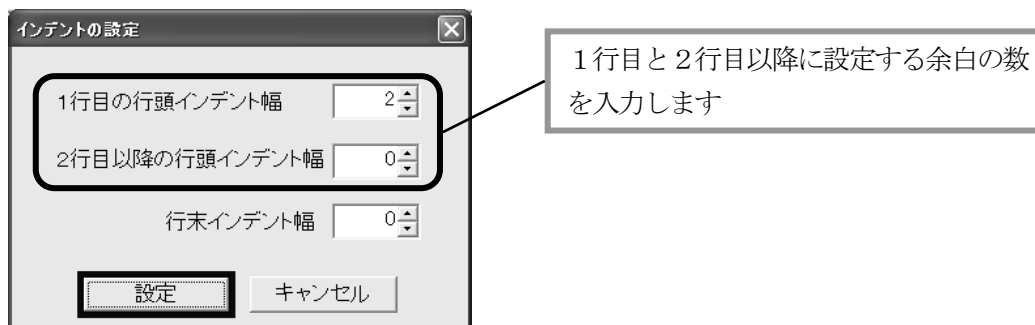 インデントの設定
1行目の行頭インデント幅 2
2行目以降の行頭インデント幅 0
行末インデント幅 0
設定 キャンセル
１行目と２行目以降に設定する余白の数
を入力します